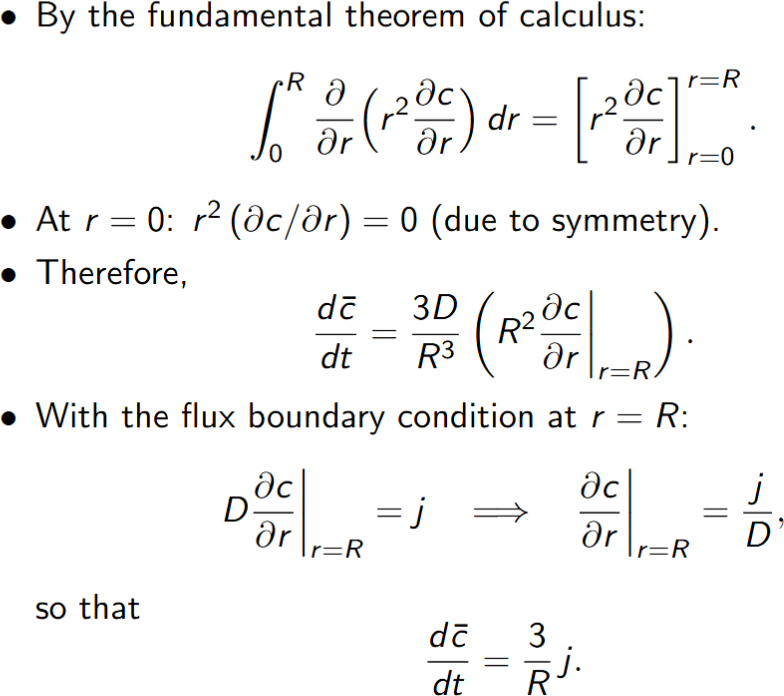 • By the fundamental theorem of calculus:
$$\int_0^R \frac{\partial}{\partial r}\left(r^2 \frac{\partial c}{\partial r}\right) dr = \left[r^2 \frac{\partial c}{\partial r}\right]_{r=0}^{r=R}.$$
• At $r = 0$: $r^2 (\partial c/\partial r) = 0$ (due to symmetry).
• Therefore,
$$\frac{d\bar{c}}{dt} = \frac{3D}{R^3}\left(R^2 \frac{\partial c}{\partial r}\bigg|_{r=R}\right).$$
• With the flux boundary condition at $r = R$:
$$D\frac{\partial c}{\partial r}\bigg|_{r=R} = j \implies \frac{\partial c}{\partial r}\bigg|_{r=R} = \frac{j}{D},$$
so that
$$\frac{d\bar{c}}{dt} = \frac{3}{R} j.$$